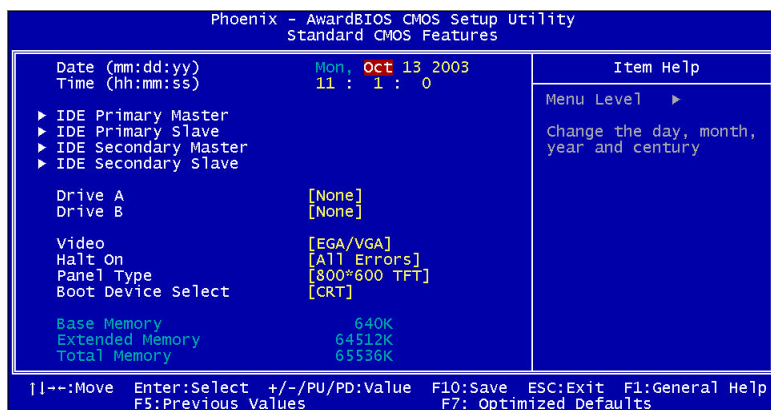 Phoenix - AwardBIOS CMOS Setup Utility
Standard CMOS Features
Date (mm:dd:yy) Mon, Oct 13 2003
Time (hh:mm:ss) 11 : 1 : 0
▶ IDE Primary Master
▶ IDE Primary Slave
▶ IDE Secondary Master
▶ IDE Secondary Slave
Drive A [None]
Drive B [None]
Video [EGA/VGA]
Halt On [All Errors]
Panel Type [800*600 TFT]
Boot Device Select [CRT]
Base Memory 640K
Extended Memory 64512K
Total Memory 65536K
Item Help
Menu Level ▶
Change the day, month,
year and century
↑↓→←:Move Enter:Select +/-/PU/PD:Value F10:Save ESC:Exit F1:General Help
F5:Previous Values F7: Optimized Defaults